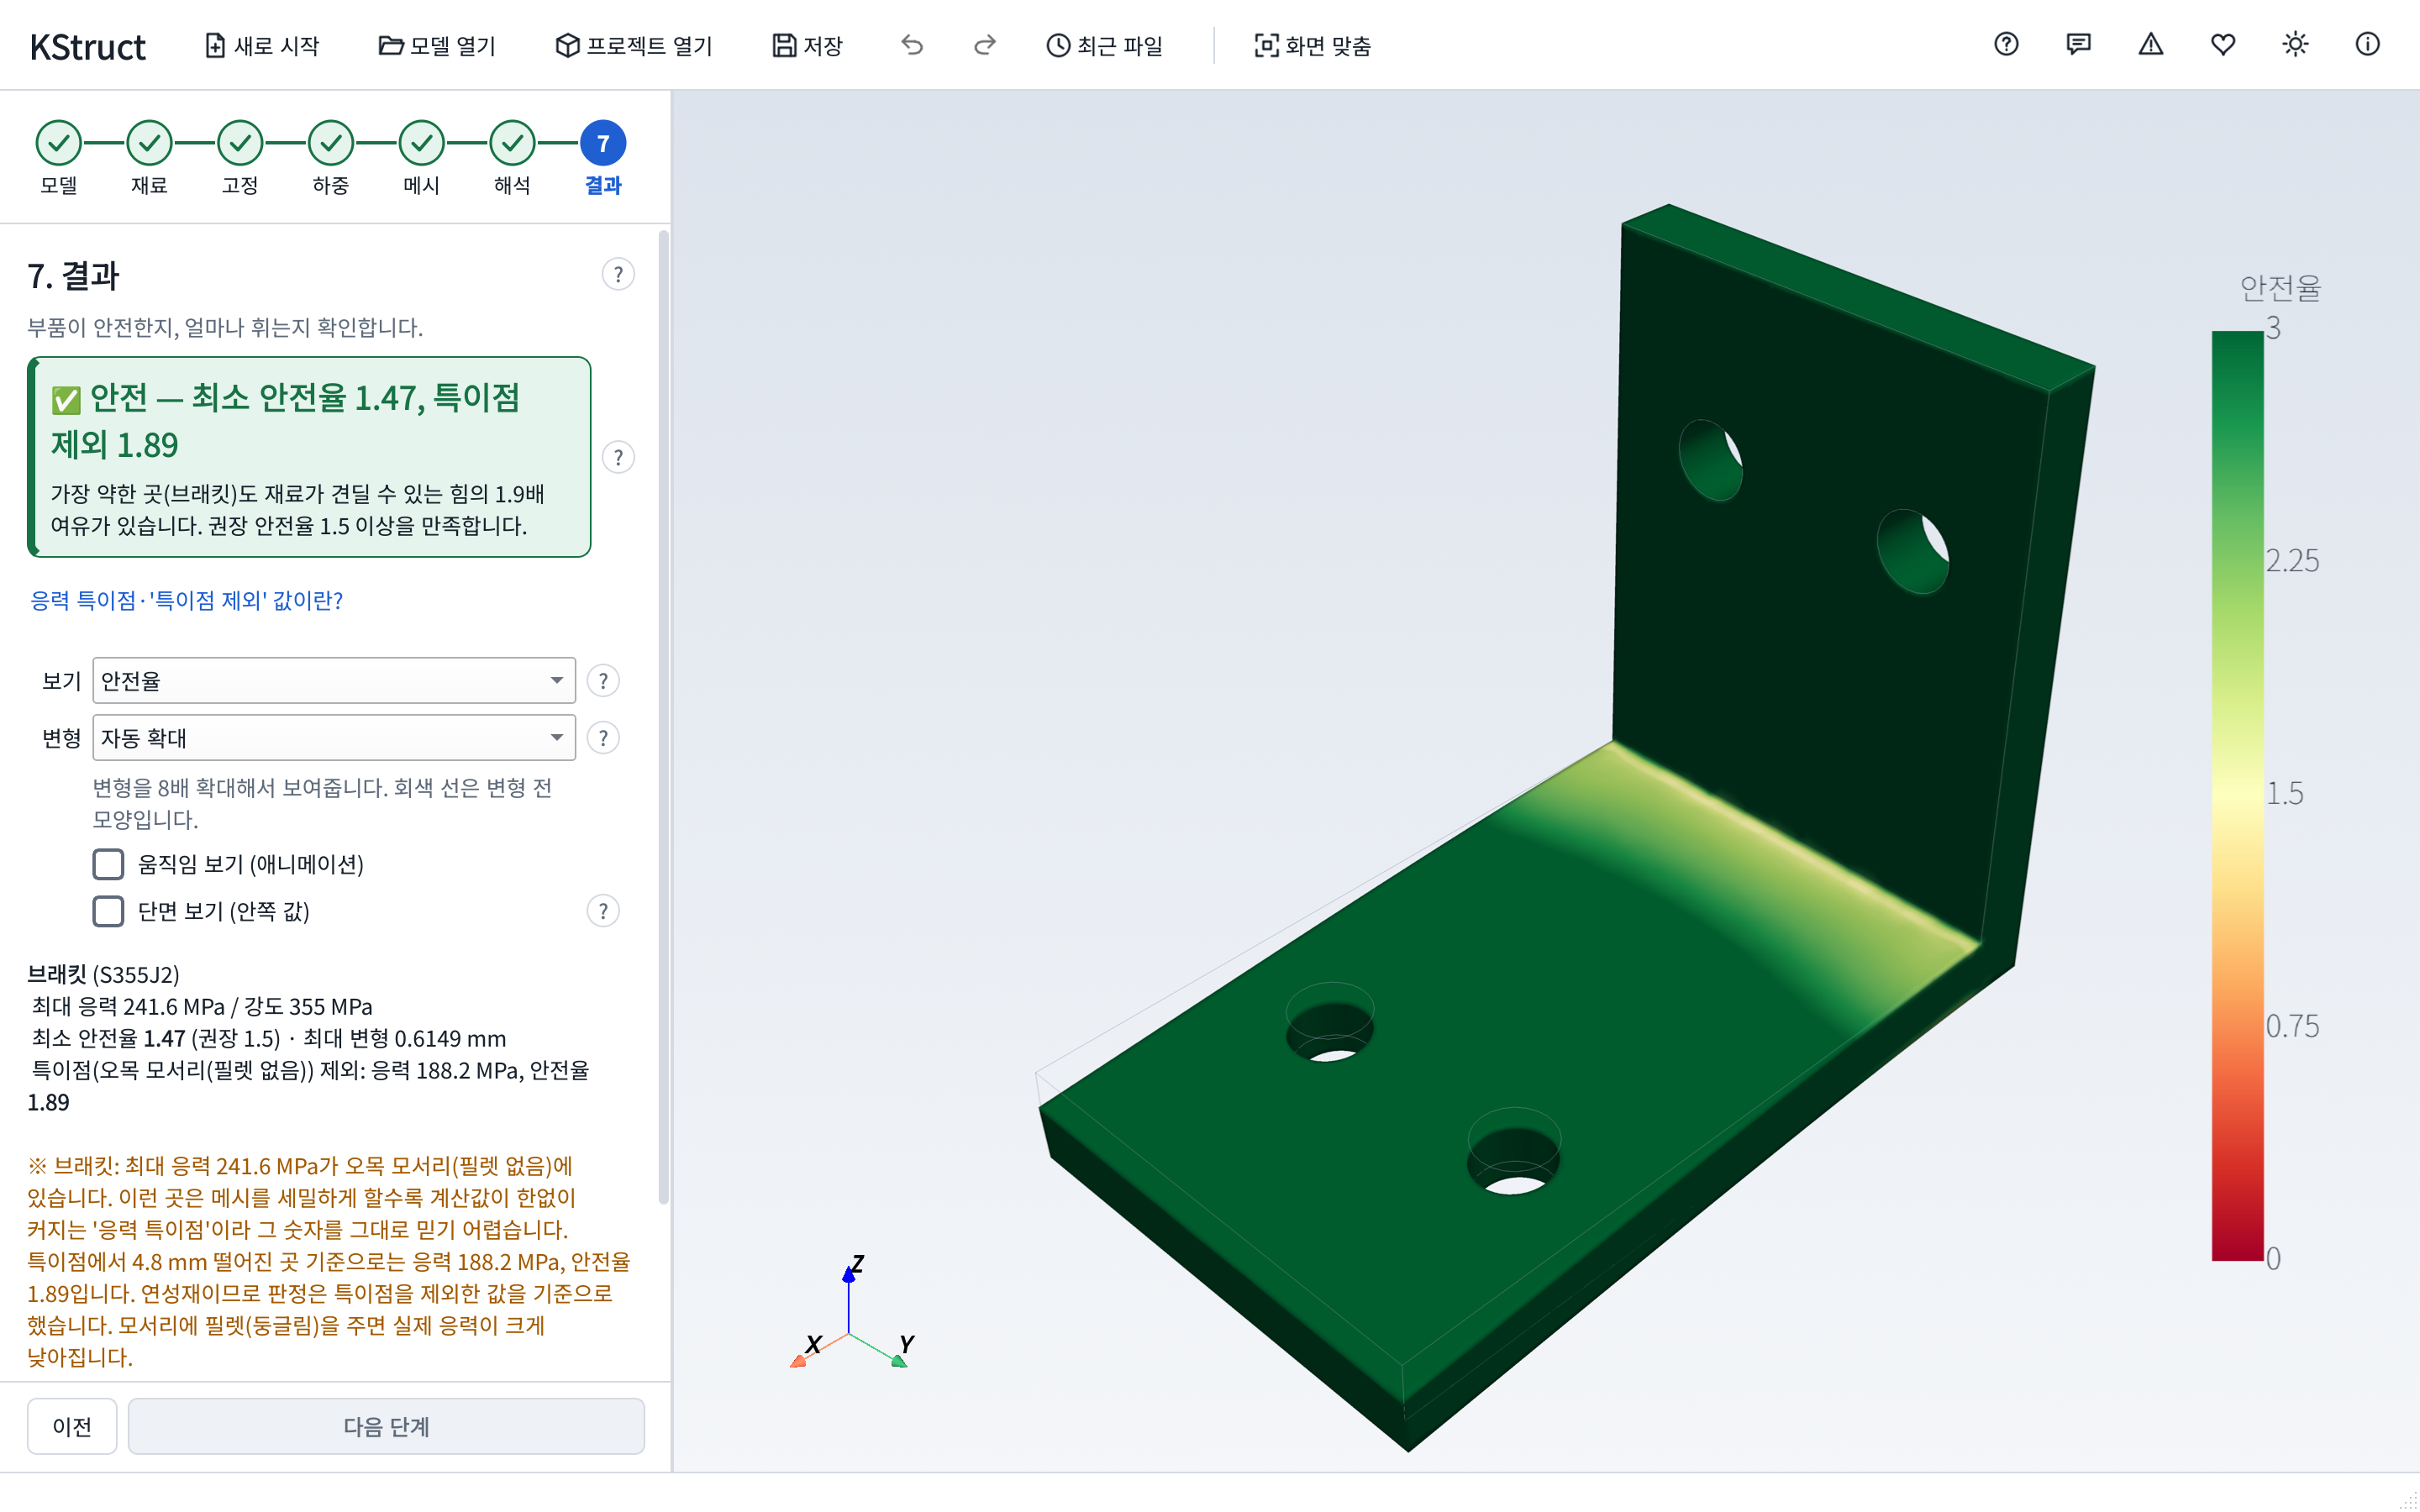 KStruct 새로 시작 모델 열기 프로젝트 열기 저장 최근 파일 화면 맞춤
7
모델 재료 고정 하중 메시 해석 결과
7. 결과 ?
부품이 안전한지, 얼마나 휘는지 확인합니다.
✅ 안전 — 최소 안전율 1.47, 특이점
제외 1.89
?
가장 약한 곳(브래킷)도 재료가 견딜 수 있는 힘의 1.9배
여유가 있습니다. 권장 안전율 1.5 이상을 만족합니다.
응력 특이점·'특이점 제외' 값이란?
보기 안전율 ?
변형 자동 확대 ?
변형을 8배 확대해서 보여줍니다. 회색 선은 변형 전
모양입니다.
움직임 보기 (애니메이션)
단면 보기 (안쪽 값) ?
브래킷 (S355J2)
최대 응력 241.6 MPa / 강도 355 MPa
최소 안전율 1.47 (권장 1.5) · 최대 변형 0.6149 mm
특이점(오목 모서리(필렛 없음)) 제외: 응력 188.2 MPa, 안전율
1.89
※ 브래킷: 최대 응력 241.6 MPa가 오목 모서리(필렛 없음)에
있습니다. 이런 곳은 메시를 세밀하게 할수록 계산값이 한없이
커지는 '응력 특이점'이라 그 숫자를 그대로 믿기 어렵습니다.
특이점에서 4.8 mm 떨어진 곳 기준으로는 응력 188.2 MPa, 안전율
1.89입니다. 연성재이므로 판정은 특이점을 제외한 값을 기준으로
했습니다. 모서리에 필렛(둥글림)을 주면 실제 응력이 크게
낮아집니다.
이전 다음 단계
안전율
3
2.25
1.5
0.75
0
Z
X
Y